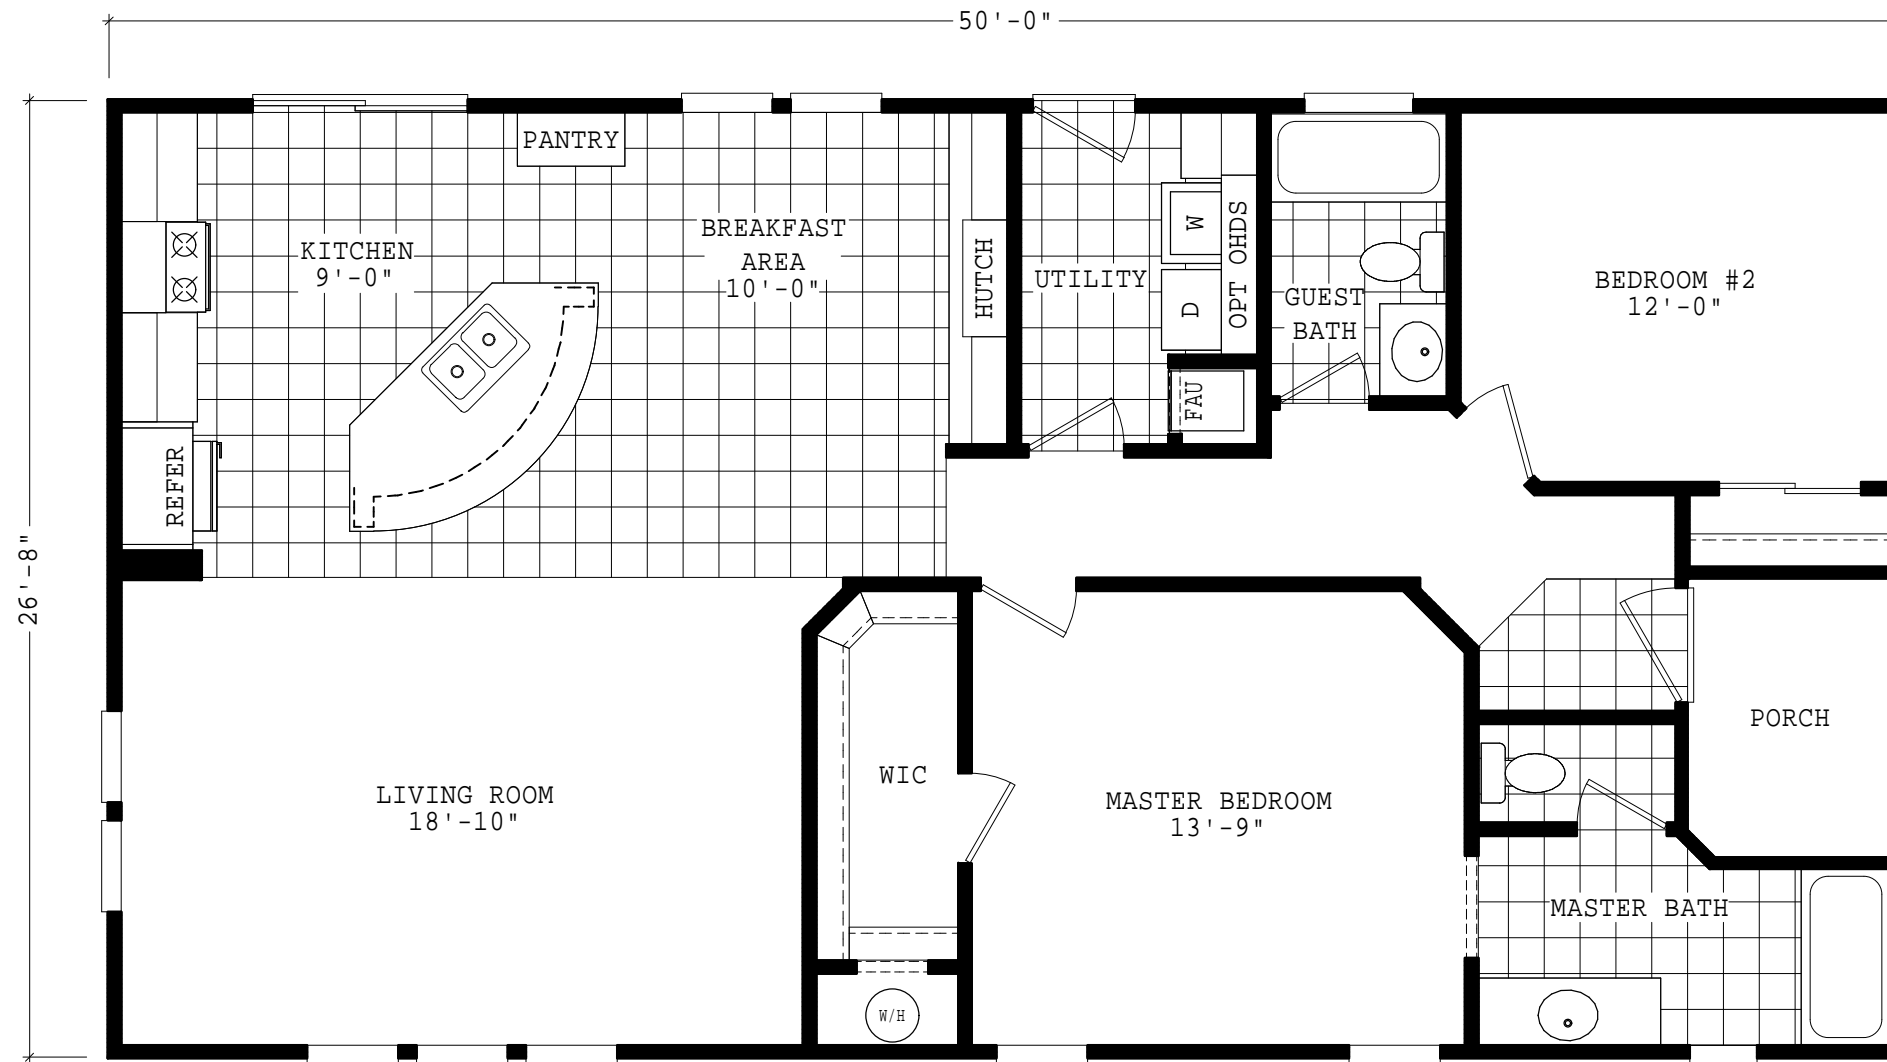 50'-0"
PANTRY
BREAKFAST
AREA
10'-0"
KITCHEN
9'-0"
HUTCH
UTILITY
W
D
OPT OHDS
GUEST
BATH
BEDROOM #2
12'-0"
FAU
REFER
26'-8"
PORCH
WIC
LIVING ROOM
18'-10"
MASTER BEDROOM
13'-9"
MASTER BATH
W/H